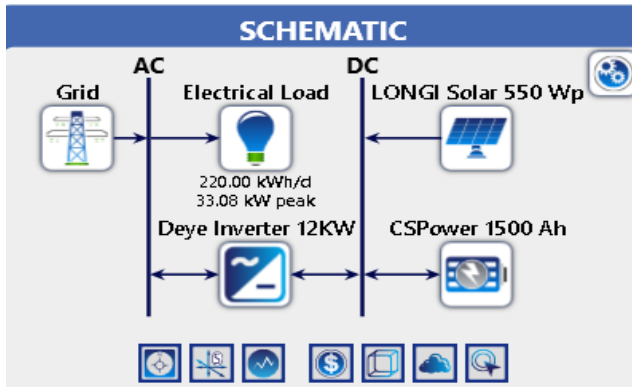 SCHEMATIC
AC
DC
Grid
Electrical Load
LONGI Solar 550 Wp
220.00 kWh/d
33.08 kW peak
Deye Inverter 12KW
CSPower 1500 Ah